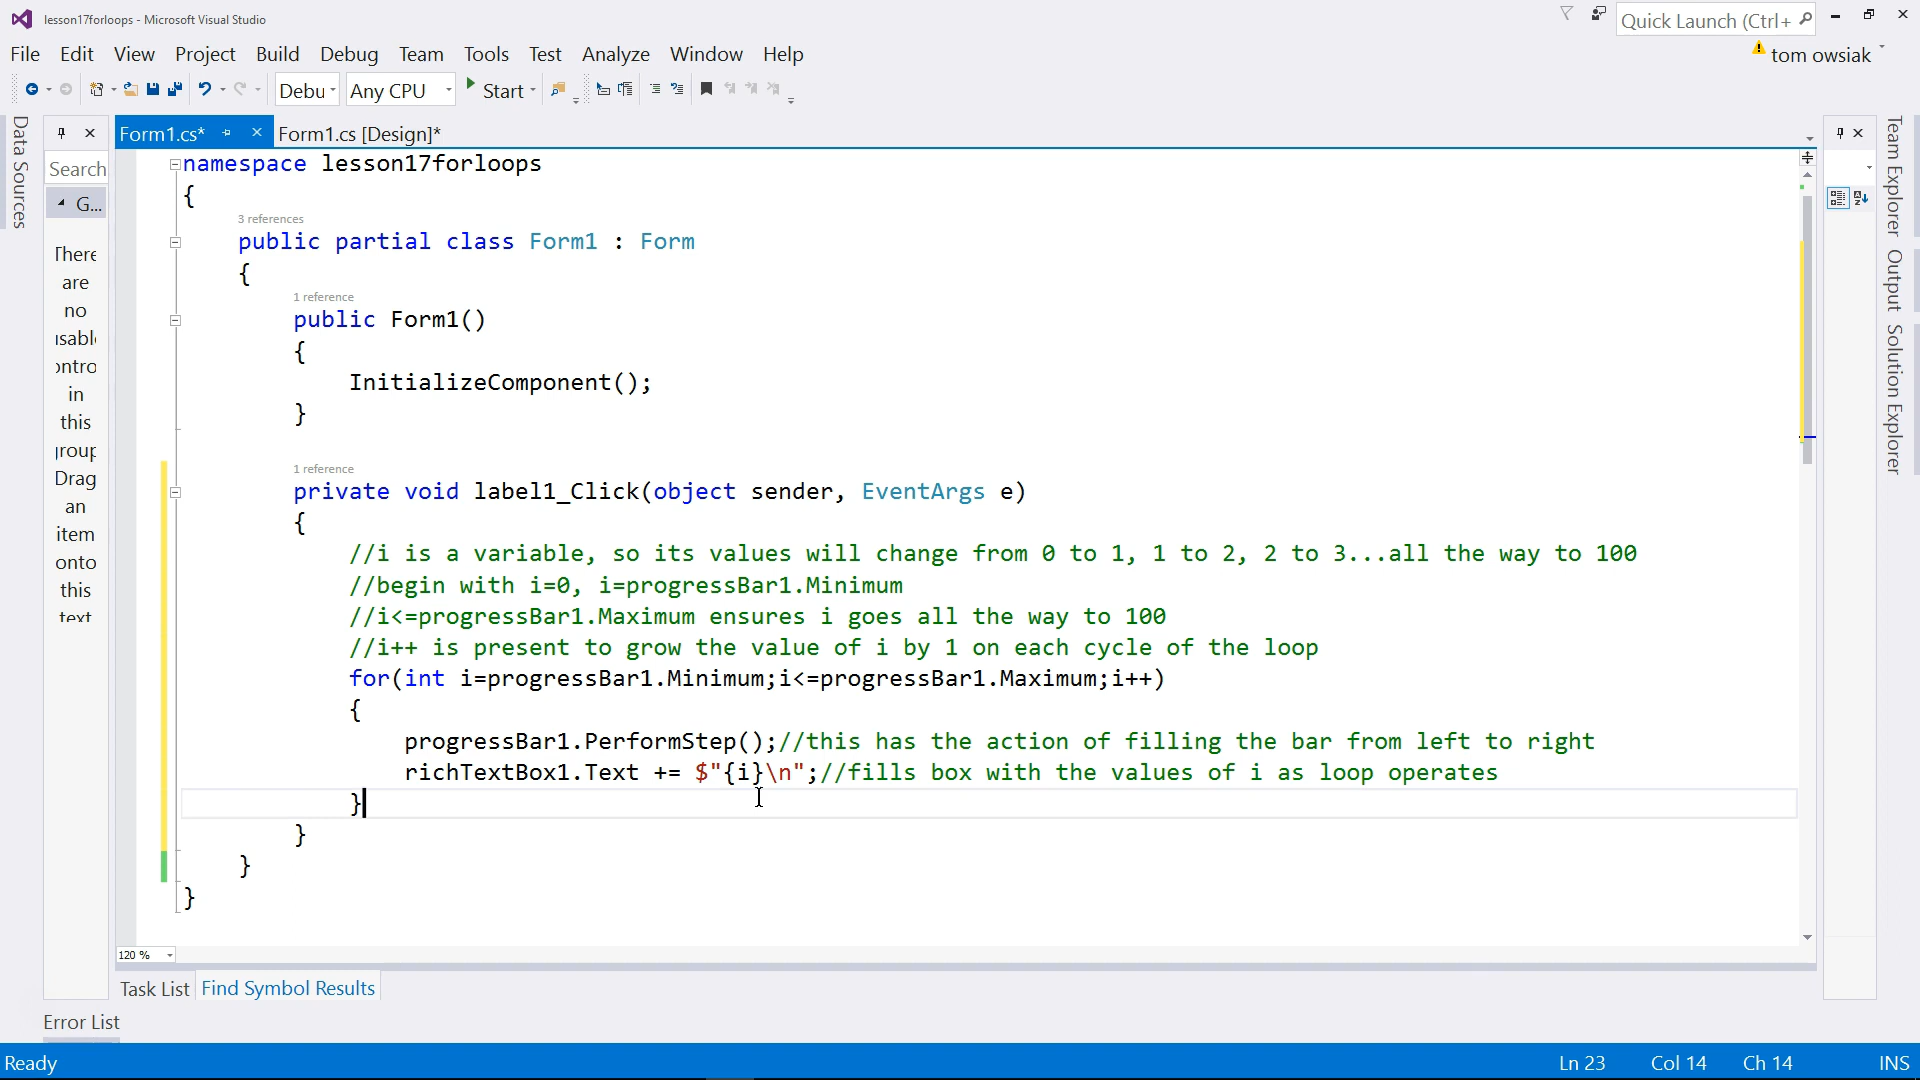 lesson17forloops - Microsoft Visual Studio
Quick Launch (Ctrl+
File Edit View Project Build Debug Team Tools Test Analyze Window Help
tom owsiak
Debu Any CPU Start
Data Sources
Search
G...
There
are
no
usabl
ontro
in
this
group
Drag
an
item
onto
this
text
Form1.cs* Form1.cs [Design]*
namespace lesson17forloops
{
3 references
public partial class Form1 : Form
{
1 reference
public Form1()
{
InitializeComponent();
}
1 reference
private void label1_Click(object sender, EventArgs e)
{
//i is a variable, so its values will change from 0 to 1, 1 to 2, 2 to 3...all the way to 100
//begin with i=0, i=progressBar1.Minimum
//i<=progressBar1.Maximum ensures i goes all the way to 100
//i++ is present to grow the value of i by 1 on each cycle of the loop
for(int i=progressBar1.Minimum;i<=progressBar1.Maximum;i++)
{
progressBar1.PerformStep();//this has the action of filling the bar from left to right
richTextBox1.Text += $"{i}\n";//fills box with the values of i as loop operates
}
}
}
}
120 %
Team Explorer
Output
Solution Explorer
Task List Find Symbol Results
Error List
Ready Ln 23 Col 14 Ch 14 INS